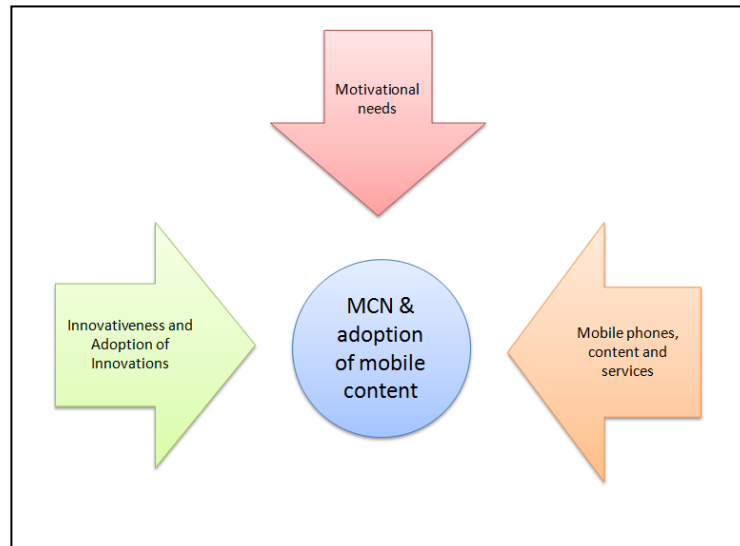 Motivational
needs
Innovativeness and
Adoption of
Innovations
MCN &
adoption
of mobile
content
Mobile phones,
content and
services